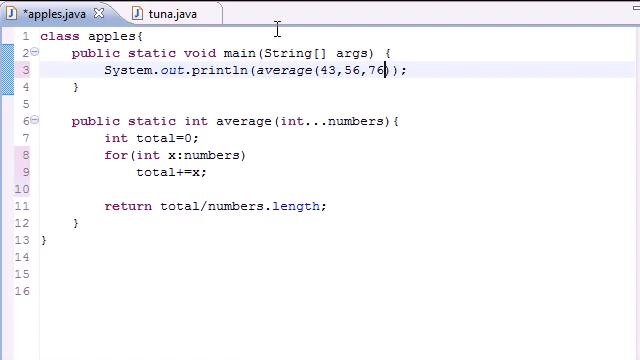 *apples.java tuna.java
1 class apples{
2 public static void main(String[] args) {
3 System.out.println(average(43,56,76));
4 }
5
6 public static int average(int...numbers){
7 int total=0;
8 for(int x:numbers)
9 total+=x;
10
11 return total/numbers.length;
12 }
13 }
14
15
16